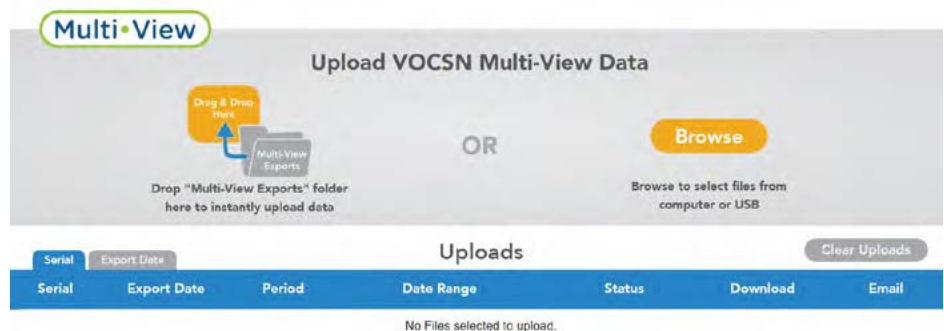 Multi•View
Upload VOCSN Multi-View Data
Drag & Drop
Here
Multi-View
Exports
OR
Browse
Drop "Multi-View Exports" folder
here to instantly upload data
Browse to select files from
computer or USB
Serial
Export Date
Uploads
Clear Uploads
Serial Export Date Period Date Range Status Download Email
No Files selected to upload.